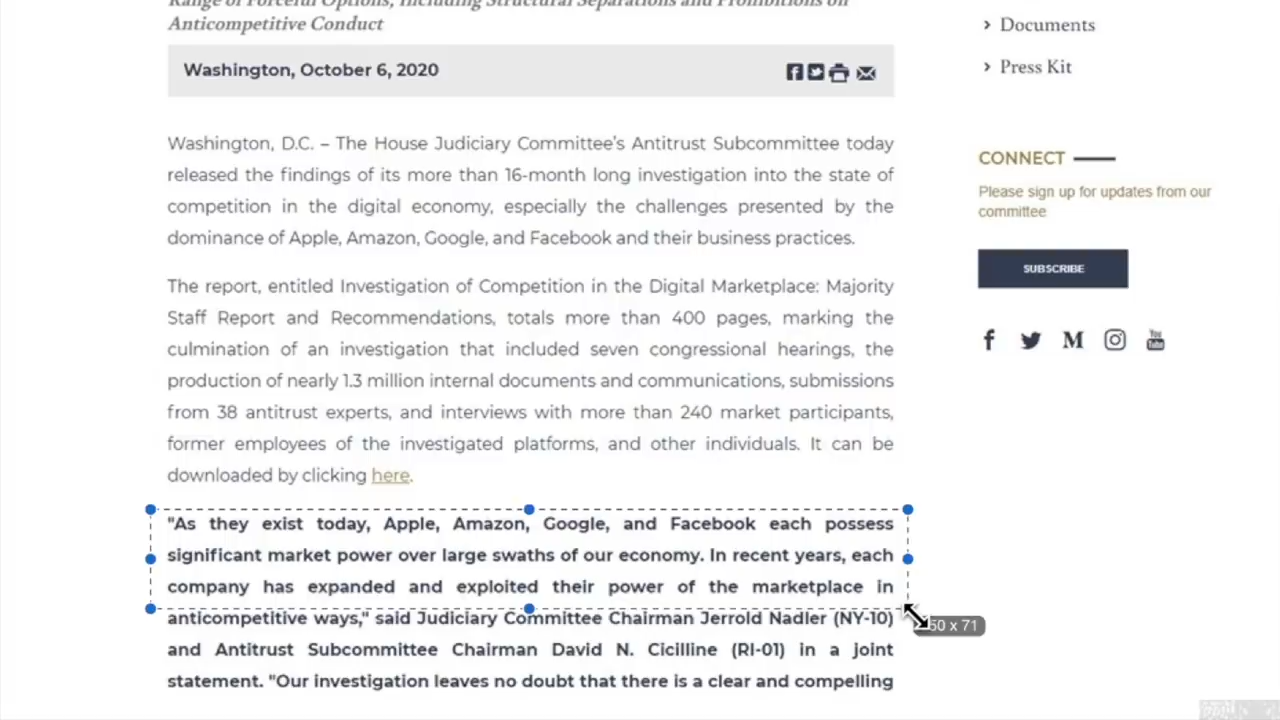 Range of Forceful Options, Including Structural Separations and Prohibitions on
Anticompetitive Conduct
Washington, October 6, 2020
Washington, D.C. – The House Judiciary Committee's Antitrust Subcommittee today
released the findings of its more than 16-month long investigation into the state of
competition in the digital economy, especially the challenges presented by the
dominance of Apple, Amazon, Google, and Facebook and their business practices.
The report, entitled Investigation of Competition in the Digital Marketplace: Majority
Staff Report and Recommendations, totals more than 400 pages, marking the
culmination of an investigation that included seven congressional hearings, the
production of nearly 1.3 million internal documents and communications, submissions
from 38 antitrust experts, and interviews with more than 240 market participants,
former employees of the investigated platforms, and other individuals. It can be
downloaded by clicking here.
"As they exist today, Apple, Amazon, Google, and Facebook each possess
significant market power over large swaths of our economy. In recent years, each
company has expanded and exploited their power of the marketplace in
anticompetitive ways," said Judiciary Committee Chairman Jerrold Nadler (NY-10)
and Antitrust Subcommittee Chairman David N. Cicilline (RI-01) in a joint
statement. "Our investigation leaves no doubt that there is a clear and compelling
Documents
Press Kit
CONNECT
Please sign up for updates from our
committee
SUBSCRIBE
You
Tube
x 71